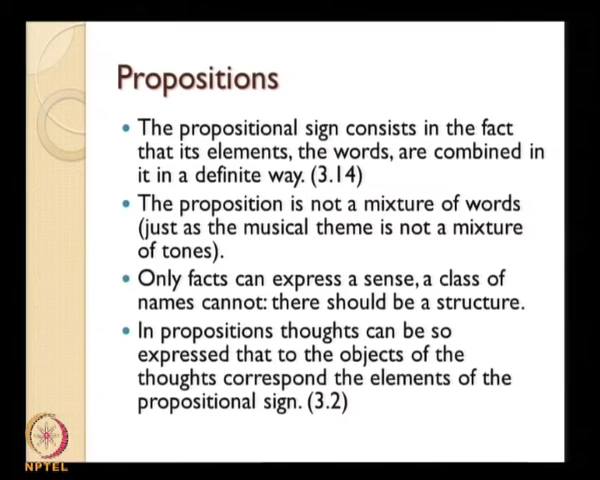 Propositions
• The propositional sign consists in the fact
that its elements, the words, are combined in
it in a definite way. (3.14)
• The proposition is not a mixture of words
(just as the musical theme is not a mixture
of tones).
• Only facts can express a sense, a class of
names cannot: there should be a structure.
• In propositions thoughts can be so
expressed that to the objects of the
thoughts correspond the elements of the
propositional sign. (3.2)
NPTEL